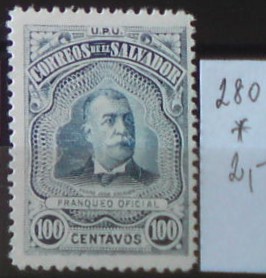 U.P.U.
CORREOS DE EL SALVADOR
FRANQUEO OFICIAL
100 CENTAVOS 100
280
*
2,-